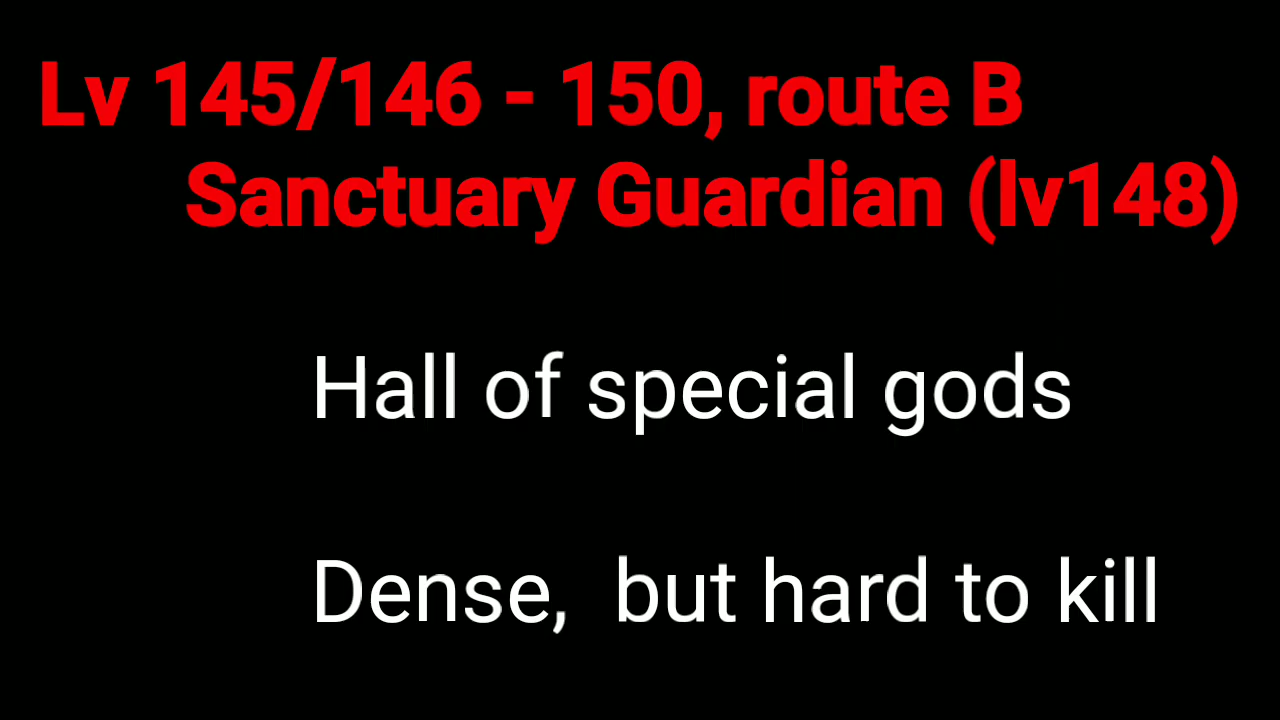 Lv 145/146 - 150, route B
Sanctuary Guardian (lv148)
Hall of special gods
Dense,  but hard to kill